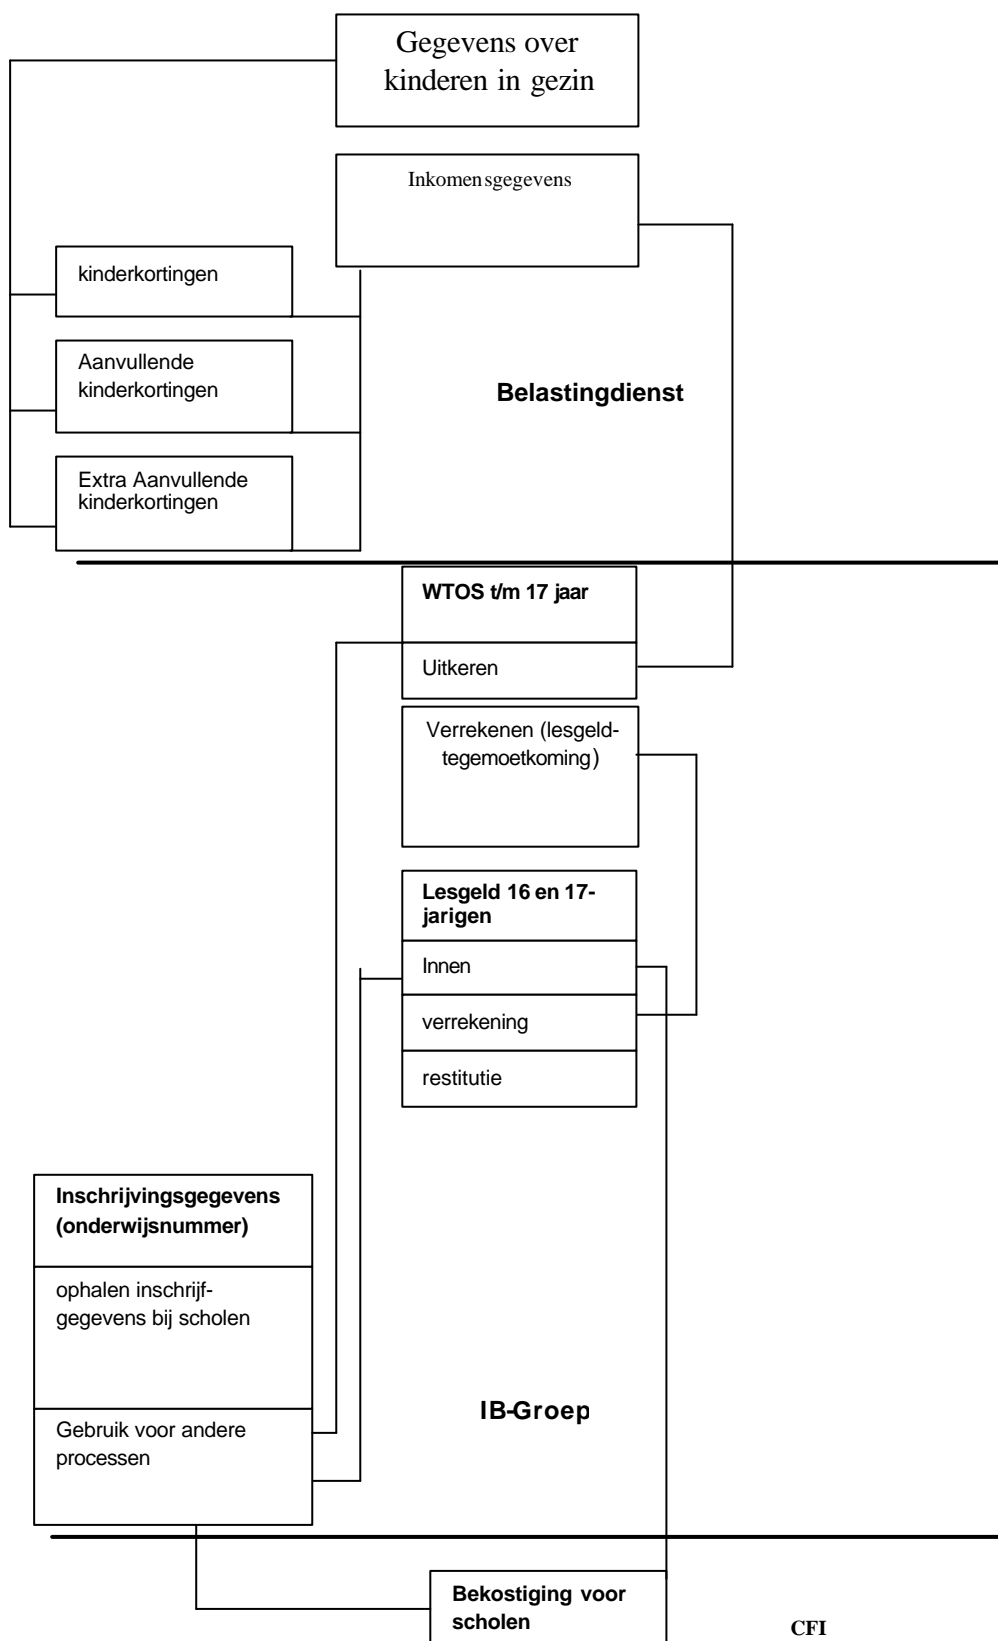 Gegevens over
kinderen in gezin
Inkomensgegevens
kinderkortingen
Aanvullende
kinderkortingen
Belastingdienst
Extra Aanvullende
kinderkortingen
WTOS t/m 17 jaar
Uitkeren
Verrekenen (lesgeld-
tegemoetkoming)
Lesgeld 16 en 17-
jarigen
Innen
verrekening
restitutie
Inschrijvingsgegevens
(onderwijsnummer)
ophalen inschrijf-
gegevens bij scholen
IB-Groep
Gebruik voor andere
processen
Bekostiging voor
scholen
CFI